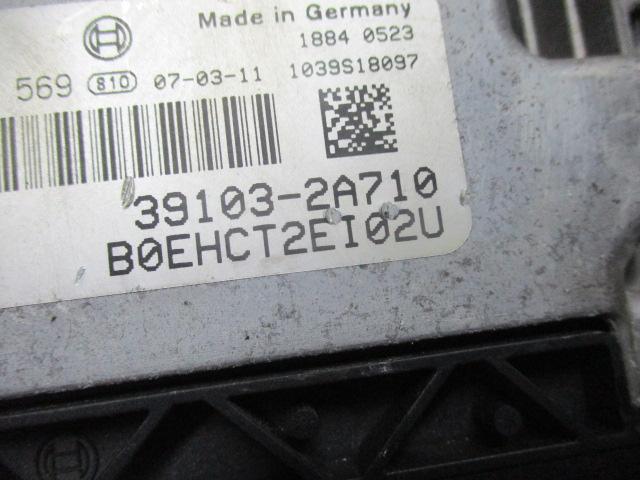 Made in Germany
1884 0523
569 810 07-03-11 1039S18097
39103-2A710
B0EHCT2EI02U